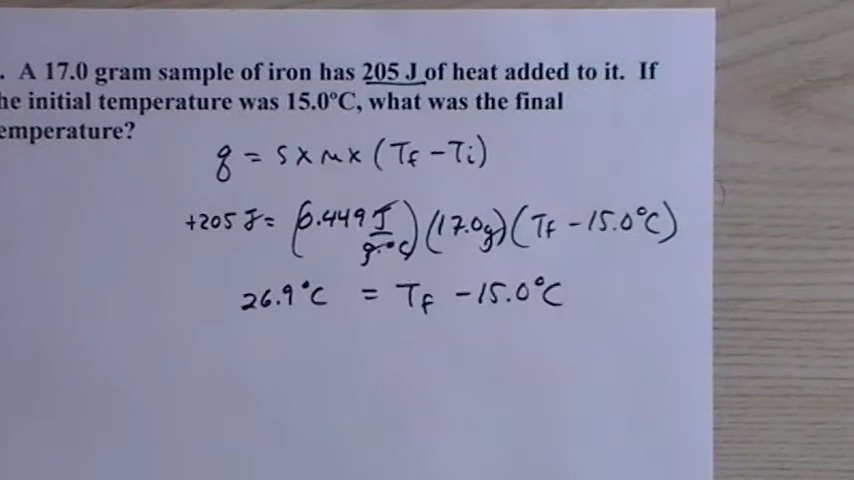 . A 17.0 gram sample of iron has 205 J of heat added to it. If
he initial temperature was 15.0ºC, what was the final
emperature?
q = s x m x (Tf - Ti)
+205 J = (0.449 J/g·°C)(17.0g)(Tf - 15.0°C)
26.9°C = Tf - 15.0°C